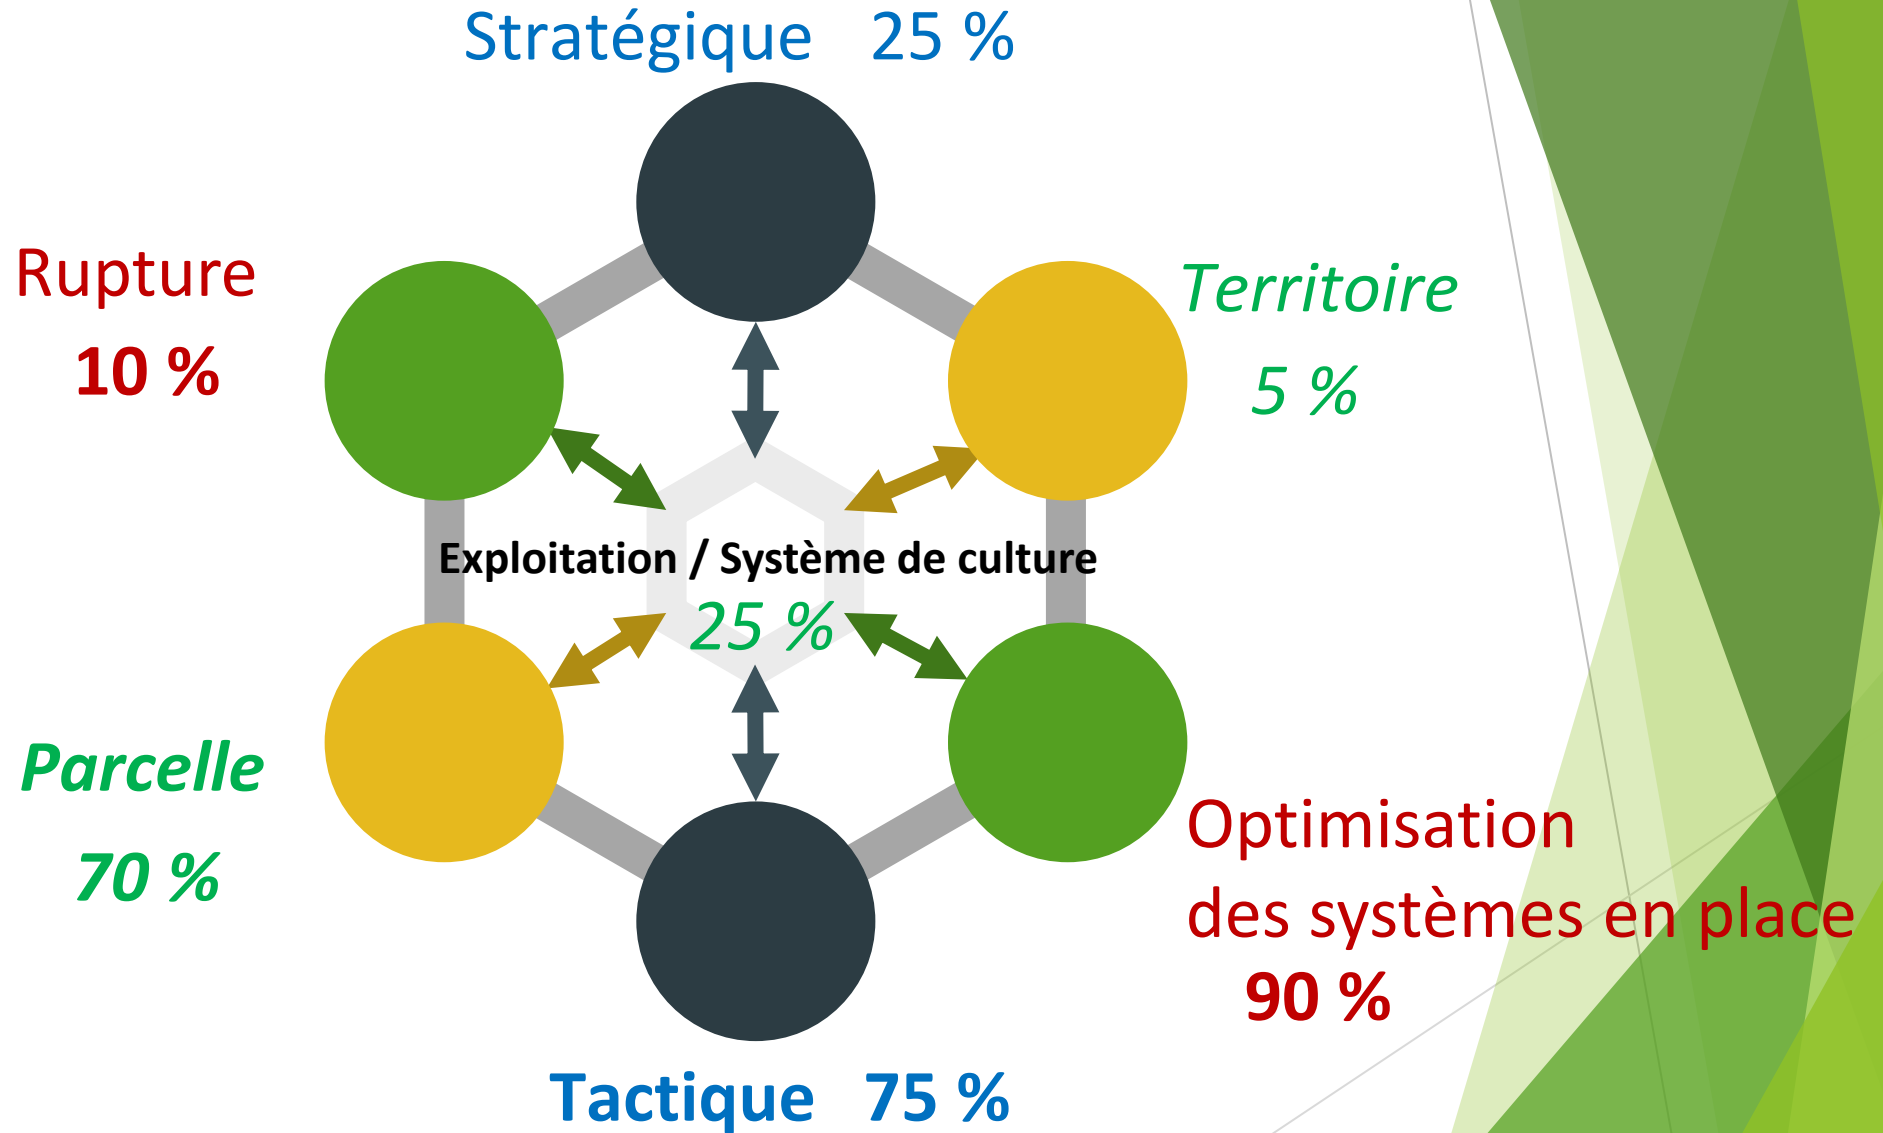 Stratégique 25 %
Rupture
10 %
Territoire
5 %
Exploitation / Système de culture
25 %
Parcelle
70 %
Optimisation
des systèmes en place
90 %
Tactique 75 %